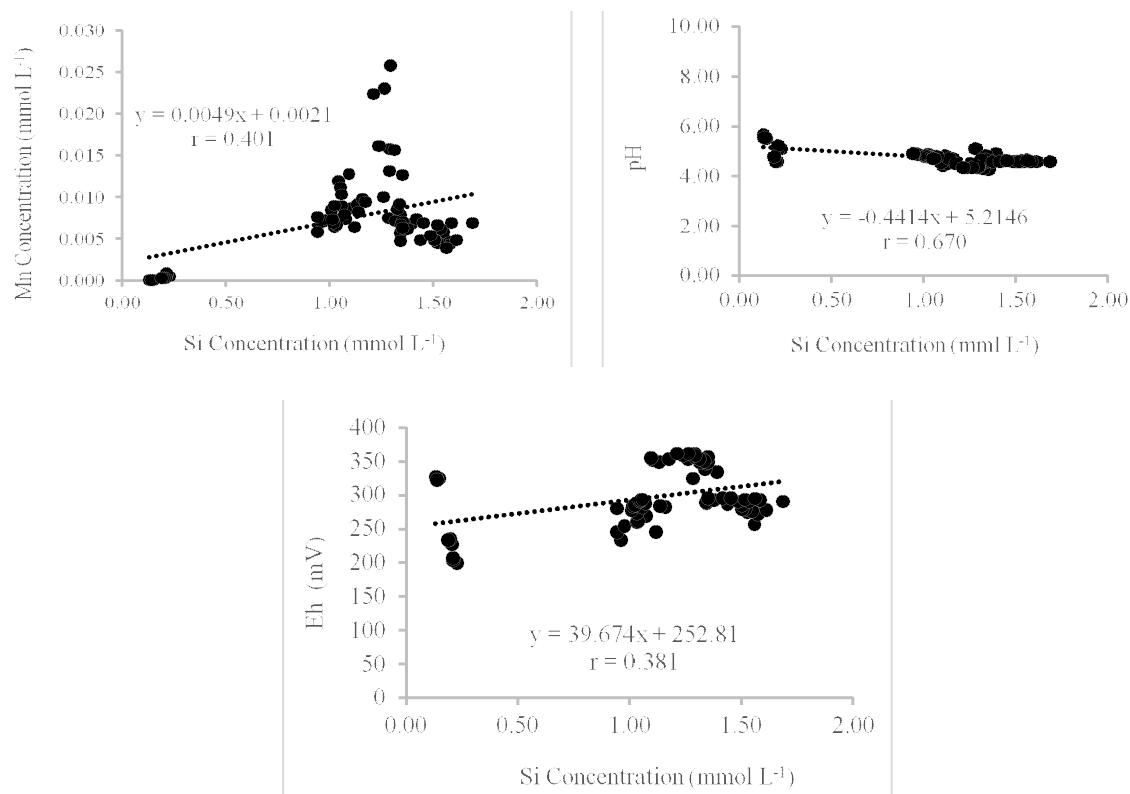 Mn Concentration (mmol L-1)
0.030
0.025
0.020
0.015
0.010
0.005
0.000
y = 0.0049x + 0.0021
r = 0.401
0.00 0.50 1.00 1.50 2.00
Si Concentration (mmol L-1)
pH
10.00
8.00
6.00
4.00
2.00
0.00
y = -0.4414x + 5.2146
r = 0.670
0.00 0.50 1.00 1.50 2.00
Si Concentration (mml L-1)
Eh (mV)
400
350
300
250
200
150
100
50
0
y = 39.674x + 252.81
r = 0.381
0.00 0.50 1.00 1.50 2.00
Si Concentration (mmol L-1)